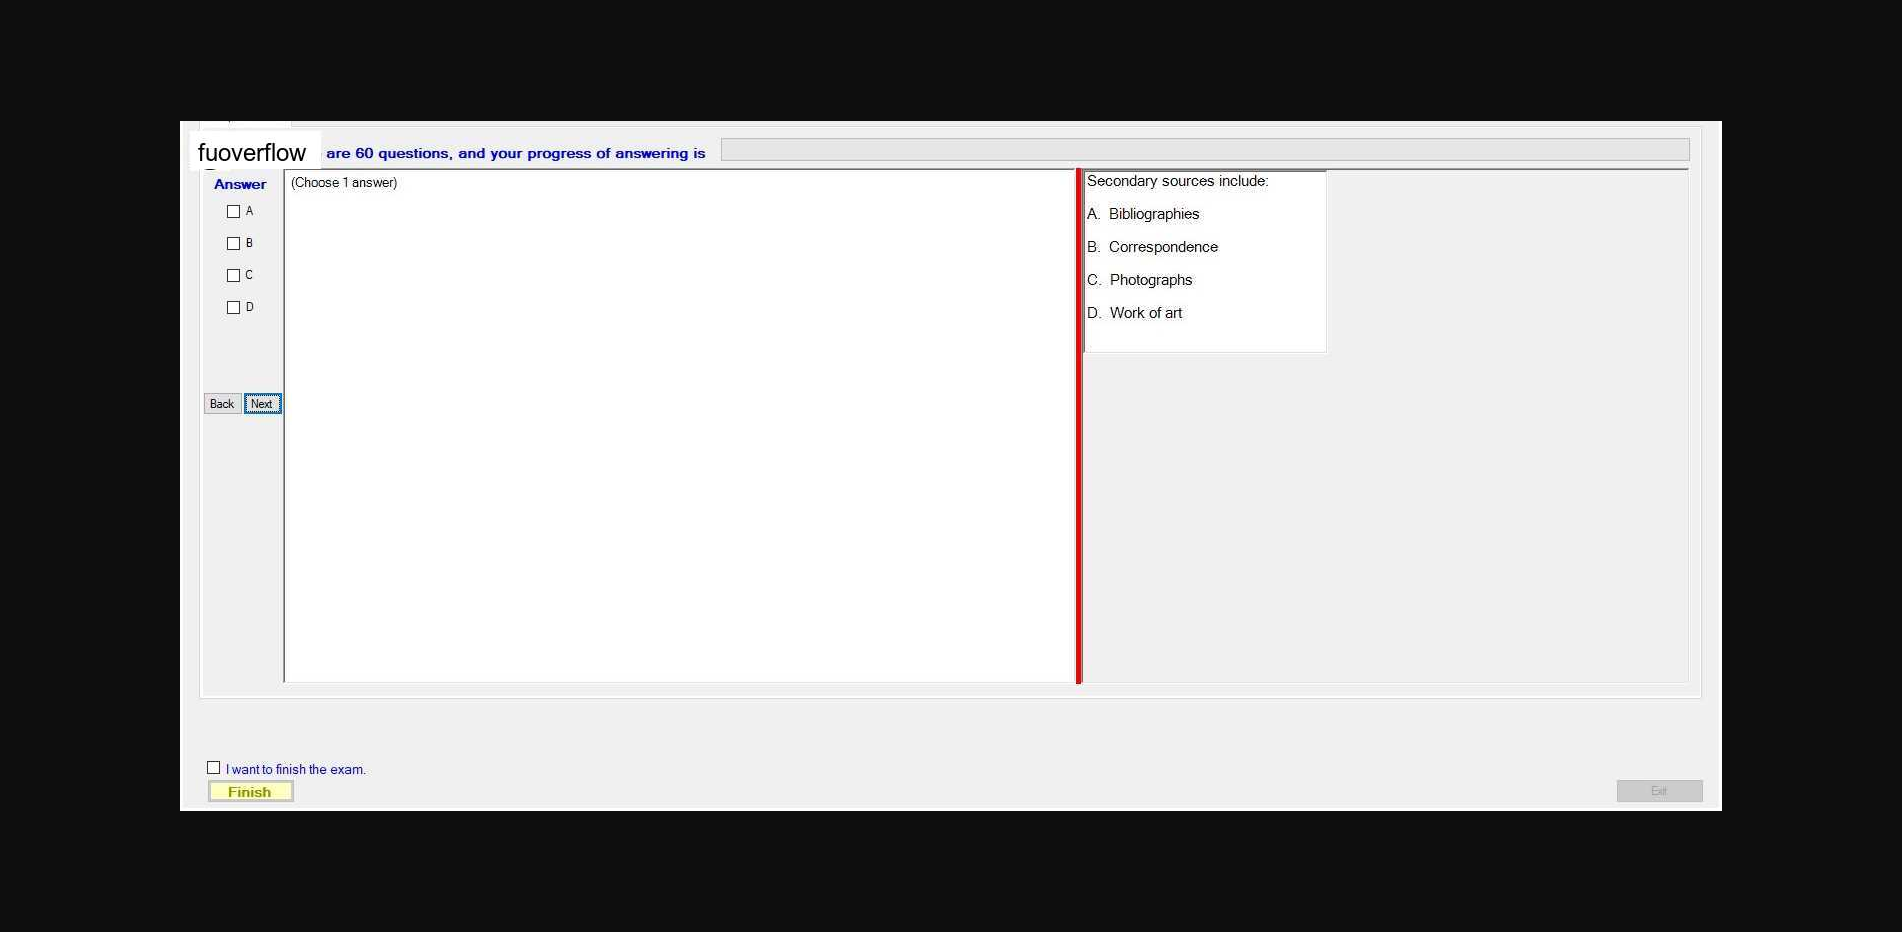 fuoverflow are 60 questions, and your progress of answering is
Answer
A
B
C
D
Back Next
(Choose 1 answer)
Secondary sources include:
A. Bibliographies
B. Correspondence
C. Photographs
D. Work of art
I want to finish the exam.
Finish
Exit